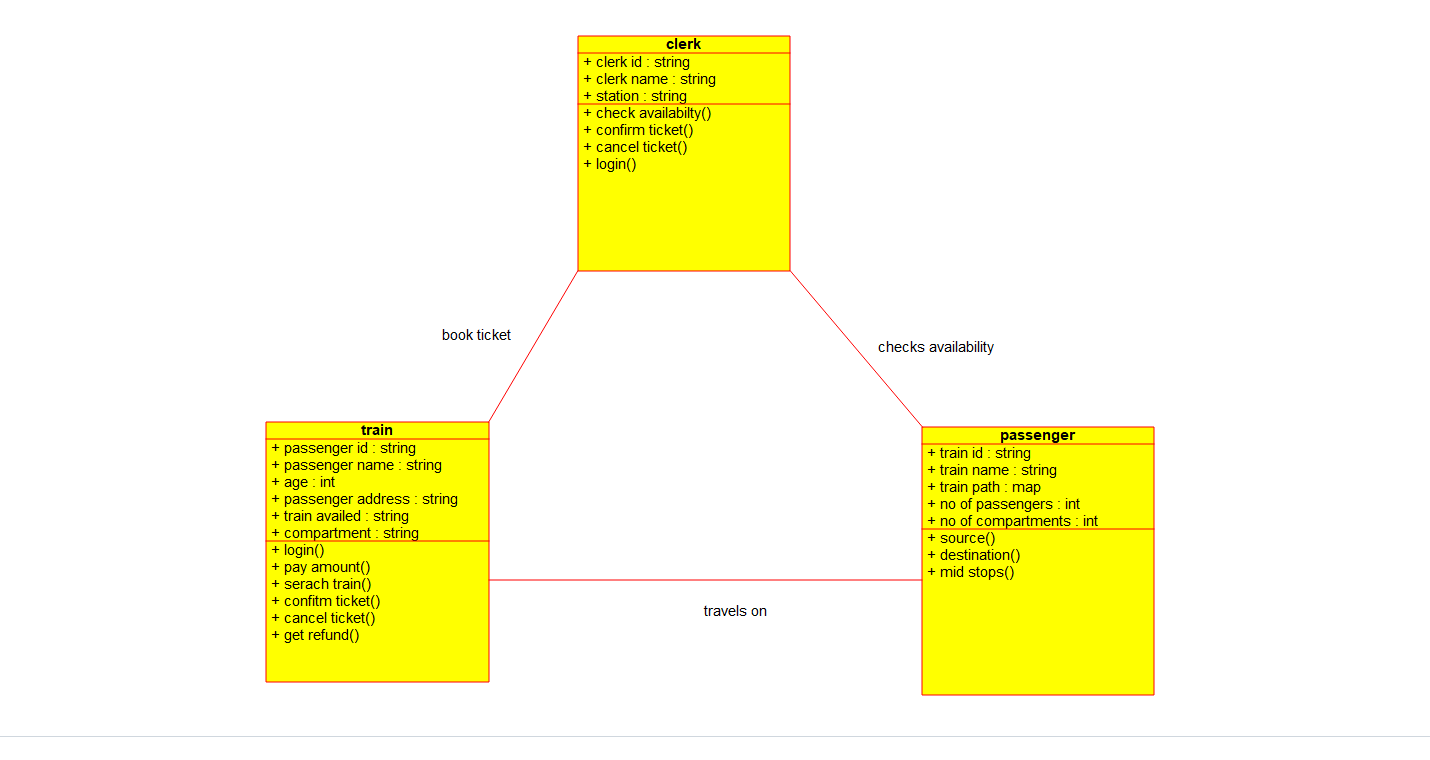 clerk
+ clerk id : string
+ clerk name : string
+ station : string
+ check availabilty()
+ confirm ticket()
+ cancel ticket()
+ login()
book ticket
checks availability
train
+ passenger id : string
+ passenger name : string
+ age : int
+ passenger address : string
+ train availed : string
+ compartment : string
+ login()
+ pay amount()
+ serach train()
+ confitm ticket()
+ cancel ticket()
+ get refund()
passenger
+ train id : string
+ train name : string
+ train path : map
+ no of passengers : int
+ no of compartments : int
+ source()
+ destination()
+ mid stops()
travels on